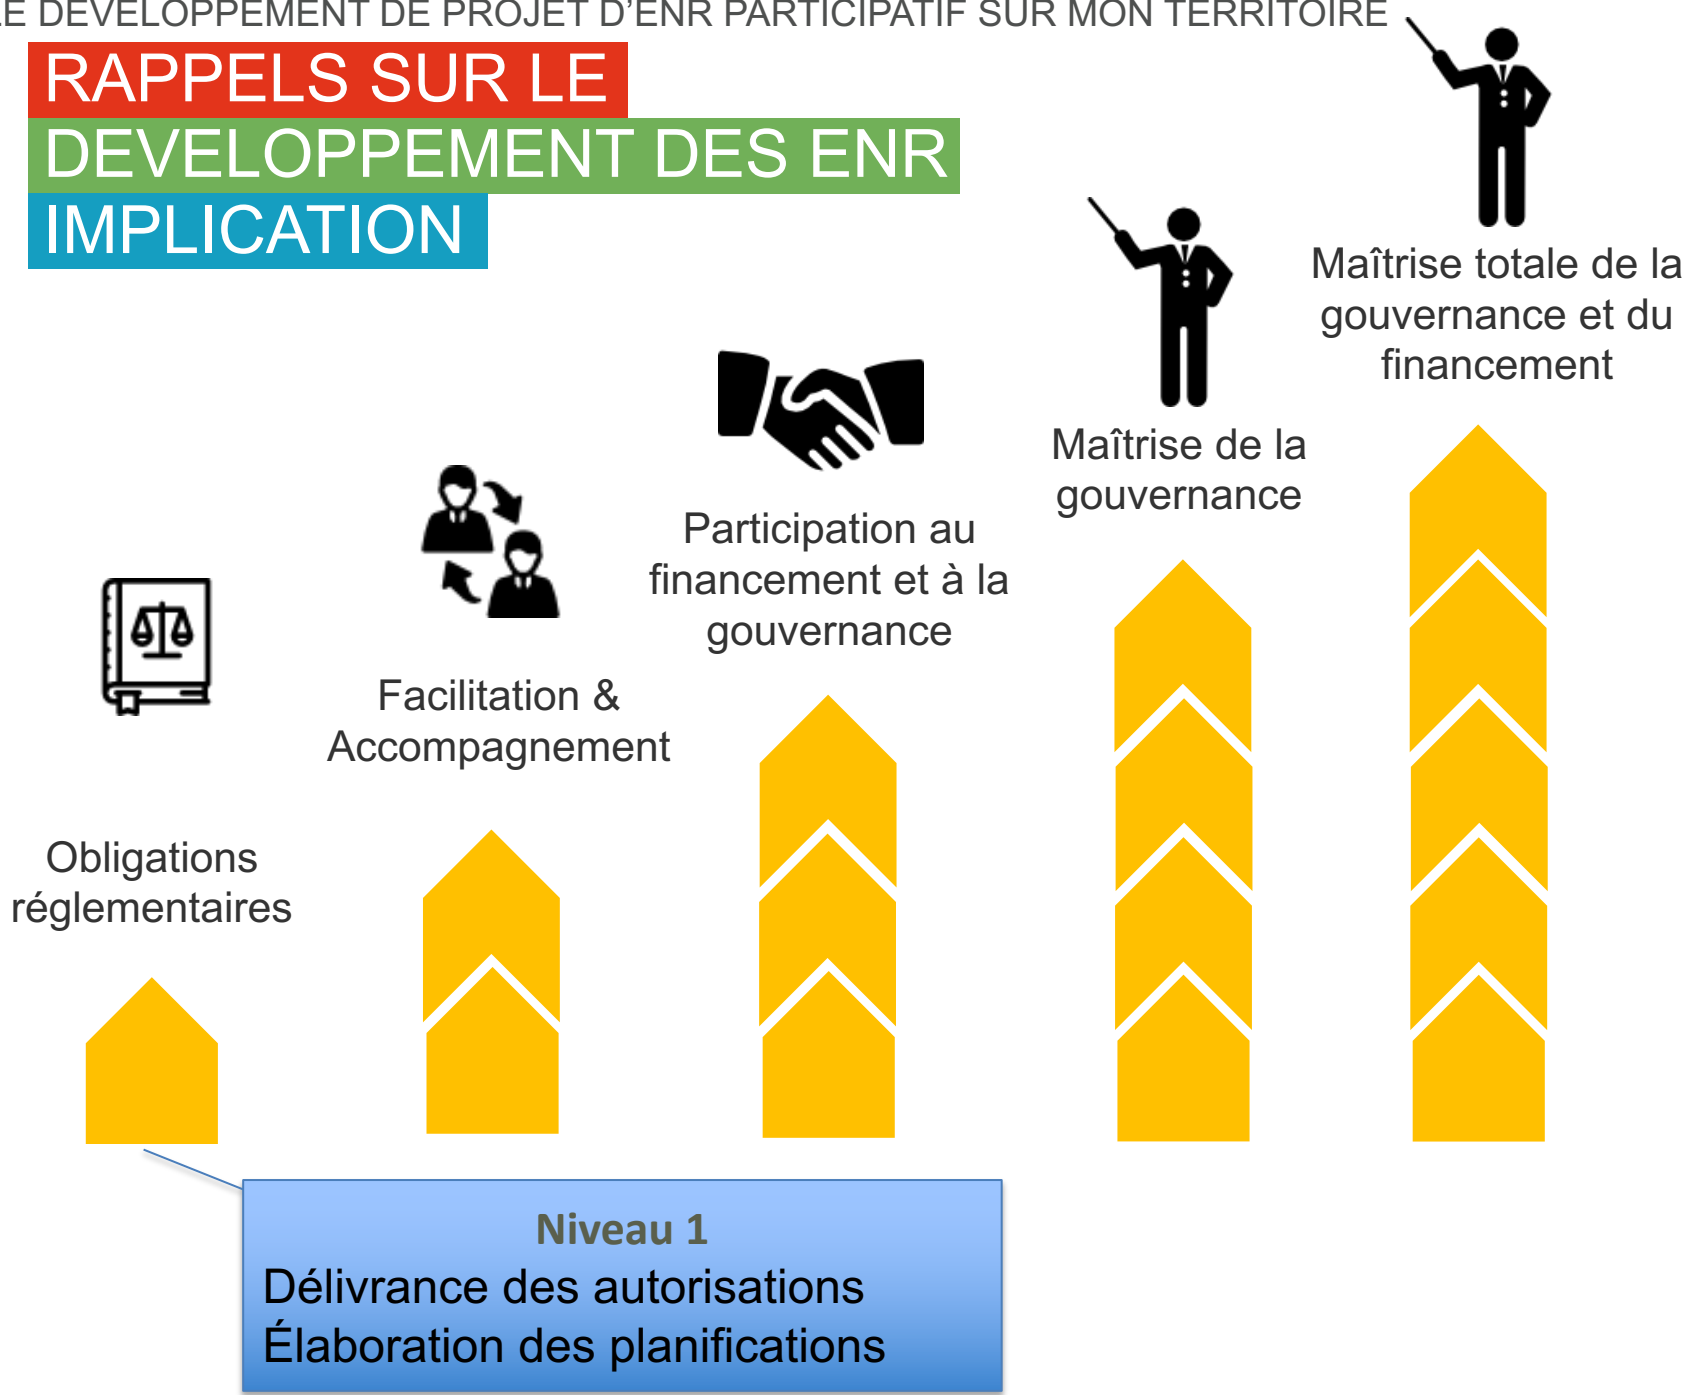 LE DEVELOPPEMENT DE PROJET D'ENR PARTICIPATIF SUR MON TERRITOIRE
RAPPELS SUR LE
DEVELOPPEMENT DES ENR
IMPLICATION
Maîtrise totale de la
gouvernance et du
financement
Maîtrise de la
gouvernance
Participation au
financement et à la
gouvernance
Facilitation &
Accompagnement
Obligations
réglementaires
Niveau 1
Délivrance des autorisations
Élaboration des planifications